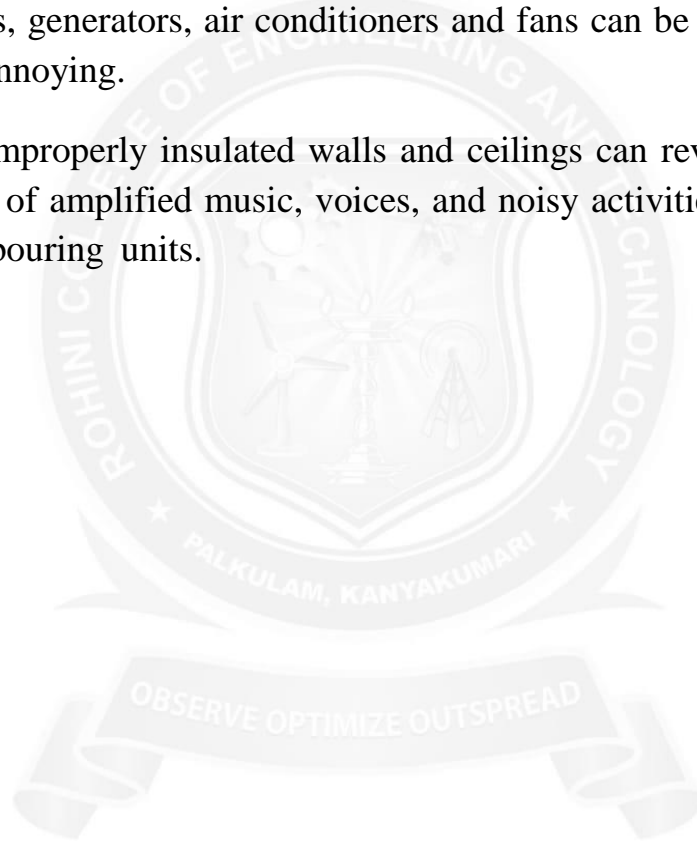 s, generators, air conditioners and fans can be
nnoying.
mproperly insulated walls and ceilings can rev
of amplified music, voices, and noisy activitie
bouring units.
ROHINI COLLEGE OF ENGINEERING AND TECHNOLOGY
PALKULAM, KANYAKUMARI
OBSERVE OPTIMIZE OUTSPREAD